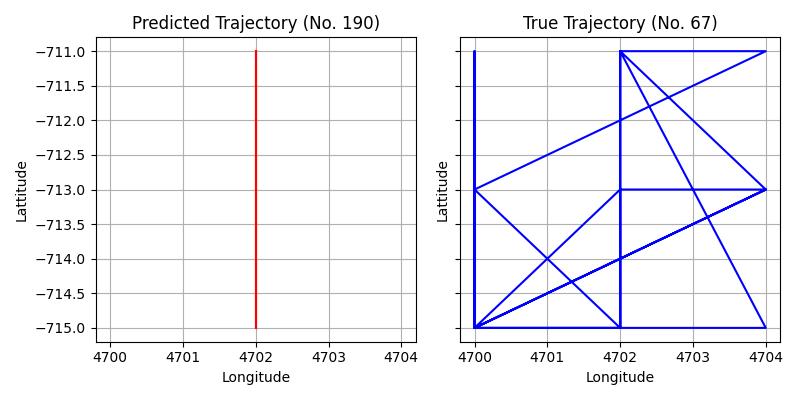 Predicted Trajectory (No. 190)
True Trajectory (No. 67)
Lattitude
−711.0
−711.5
−712.0
−712.5
−713.0
−713.5
−714.0
−714.5
−715.0
4700 4701 4702 4703 4704
Longitude
Lattitude
4700 4701 4702 4703 4704
Longitude